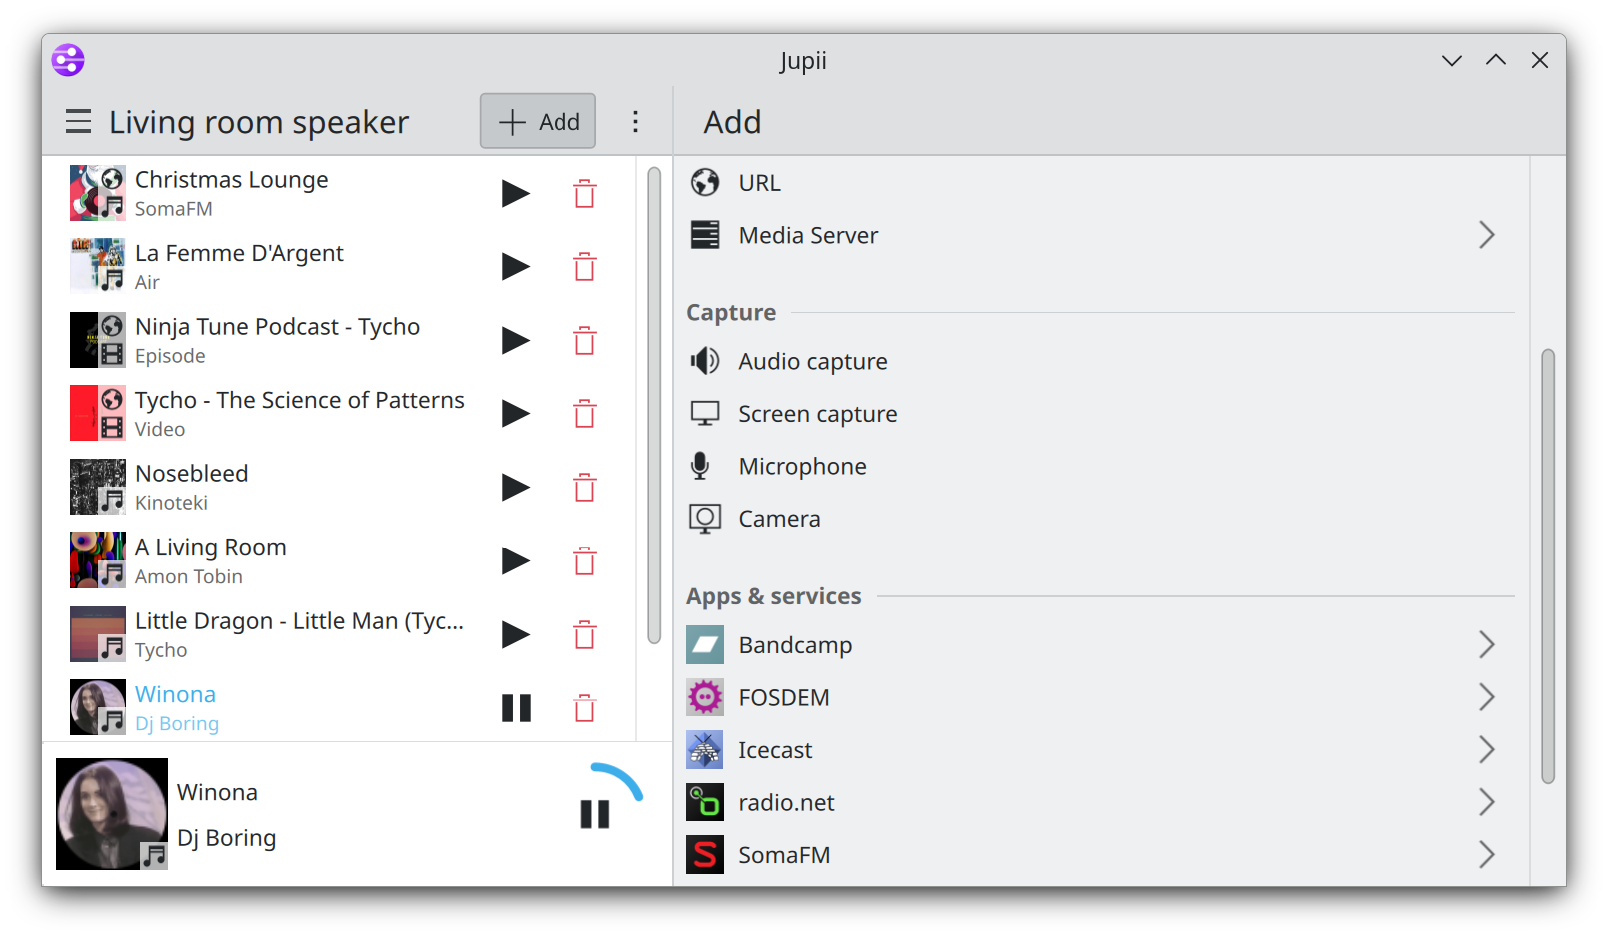 Jupii
Living room speaker
Add
Christmas Lounge
SomaFM
La Femme D'Argent
Air
Ninja Tune Podcast - Tycho
Episode
Tycho - The Science of Patterns
Video
Nosebleed
Kinoteki
A Living Room
Amon Tobin
Little Dragon - Little Man (Tyc...
Tycho
Winona
Dj Boring
Winona
Dj Boring
Add
URL
Media Server
Capture
Audio capture
Screen capture
Microphone
Camera
Apps & services
Bandcamp
FOSDEM
Icecast
radio.net
SomaFM